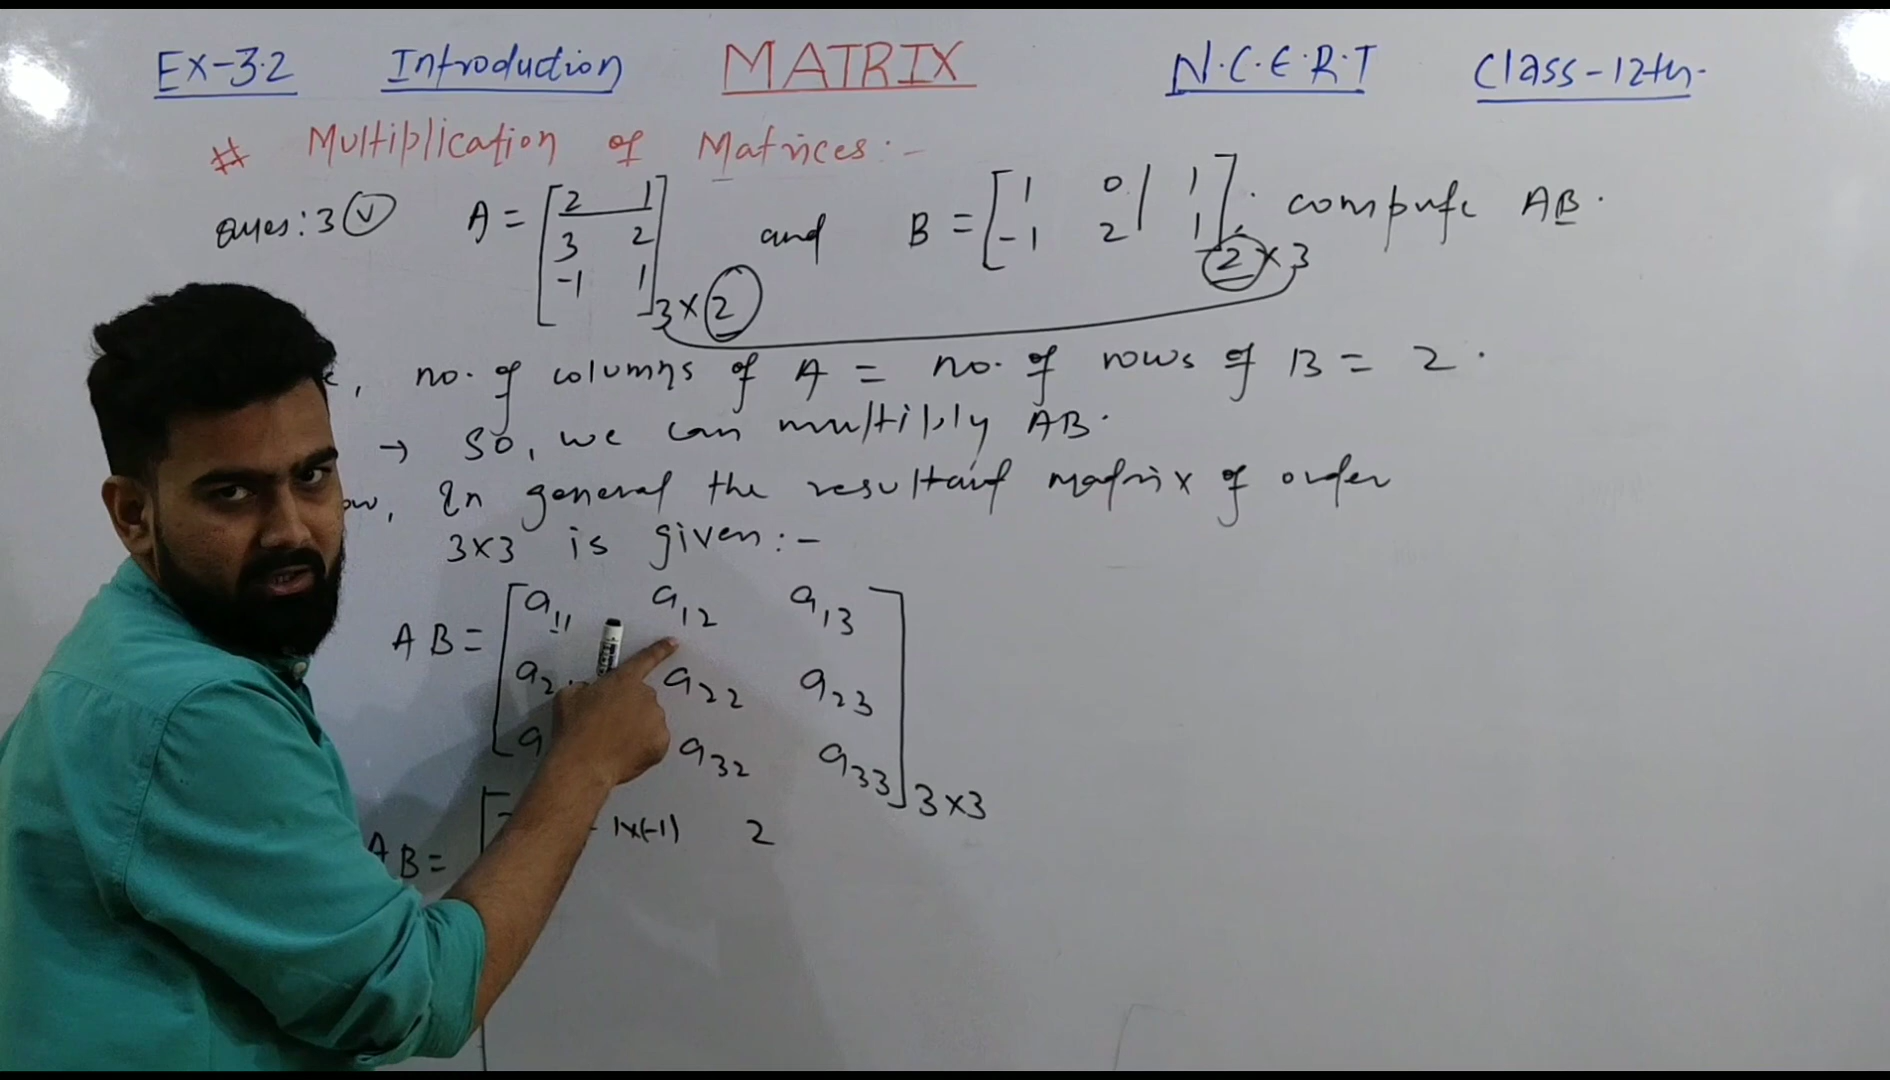 Ex-3.2 Introduction MATRIX N.C.E.R.T Class-12th.
# Multiplication of Matrices:-
Ques: 3 (v) A = [2 1 and B = [1 0 1]; compute AB.
3 2 -1 2 1
-1 1] 3×2 2×3
, no. of columns of A = no. of rows of B = 2.
→ So, we can multiply AB.
ow, In general the resultant matrix of order
3×3 is given:-
AB = [a11 a12 a13
a2 a22 a23
a a32 a33] 3×3
AB = [ 1×(-1) 2